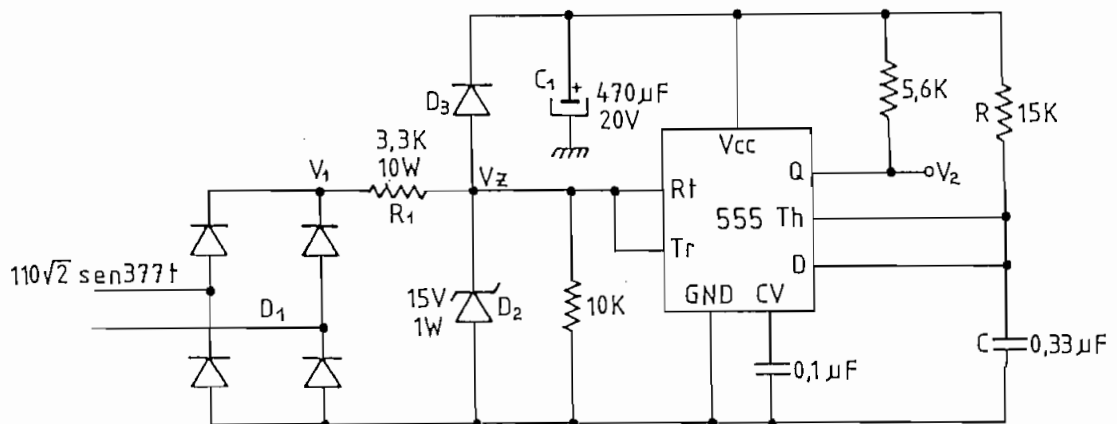 C₁
470µF
20V
5,6K
R 15K
D₃
3,3K
10W
R₁
V₁
Vz
Vcc
Rt
Q
V₂
555
Th
Tr
D
110√2 sen377t
D₁
15V
1W
D₂
10K
GND CV
0,1µF
C 0,33µF